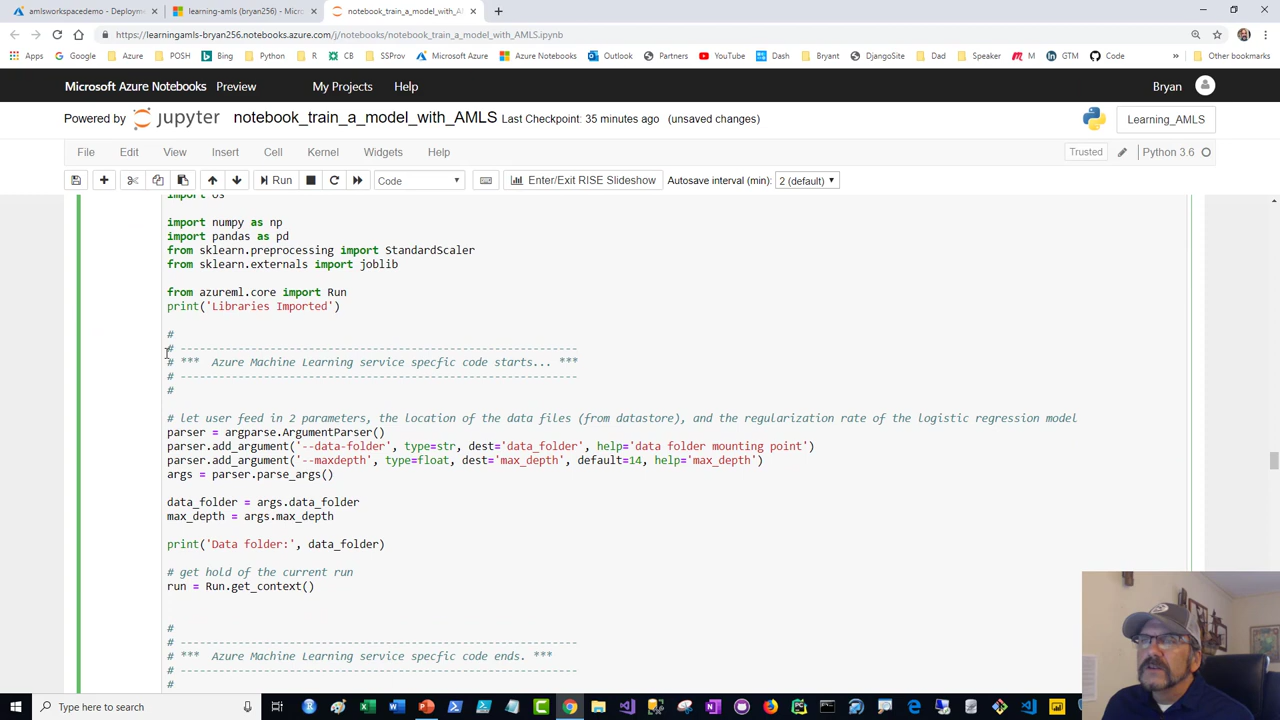 amlsworkspacedemo - Deploymen
learning-amls (bryan256) - Micro
notebook_train_a_model_with_AML
https://learningamls-bryan256.notebooks.azure.com/j/notebooks/notebook_train_a_model_with_AMLS.ipynb
Apps Google Azure POSH Bing Python R CB SSProv Microsoft Azure AzureNotebooks Outlook Partners YouTube Dash Bryant DjangoSite Dad Speaker M LIn GTM Code Other bookmarks
Microsoft Azure Notebooks Preview My Projects Help Bryan
Powered by jupyter notebook_train_a_model_with_AMLS Last Checkpoint: 35 minutes ago (unsaved changes) Learning_AMLS
File Edit View Insert Cell Kernel Widgets Help Trusted Python 3.6
Run Code Enter/Exit RISE Slideshow Autosave interval (min): 2 (default)
import os
import numpy as np
import pandas as pd
from sklearn.preprocessing import StandardScaler
from sklearn.externals import joblib
from azureml.core import Run
print('Libraries Imported')
#
# --------------------------------------------------------------------------
# *** Azure Machine Learning service specfic code starts... ***
# --------------------------------------------------------------------------
#
# let user feed in 2 parameters, the location of the data files (from datastore), and the regularization rate of the logistic regression model
parser = argparse.ArgumentParser()
parser.add_argument('--data-folder', type=str, dest='data_folder', help='data folder mounting point')
parser.add_argument('--maxdepth', type=float, dest='max_depth', default=14, help='max_depth')
args = parser.parse_args()
data_folder = args.data_folder
max_depth = args.max_depth
print('Data folder:', data_folder)
# get hold of the current run
run = Run.get_context()
#
# --------------------------------------------------------------------------
# *** Azure Machine Learning service specfic code ends. ***
# --------------------------------------------------------------------------
#
Type here to search